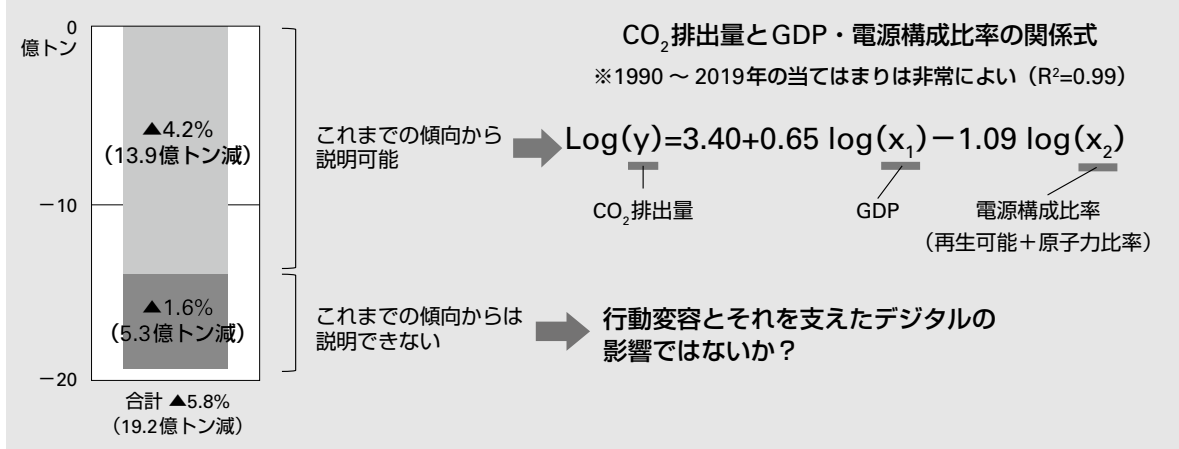 0
億トン
▲4.2%
（13.9億トン減）
－10
▲1.6%
（5.3億トン減）
－20
合計 ▲5.8%
（19.2億トン減）
これまでの傾向から
説明可能
これまでの傾向からは
説明できない
CO₂排出量とGDP・電源構成比率の関係式
※1990 ～ 2019年の当てはまりは非常によい（R²=0.99）
Log(y)=3.40+0.65 log(x₁)－1.09 log(x₂)
CO₂排出量
GDP
電源構成比率
（再生可能＋原子力比率）
行動変容とそれを支えたデジタルの
影響ではないか？